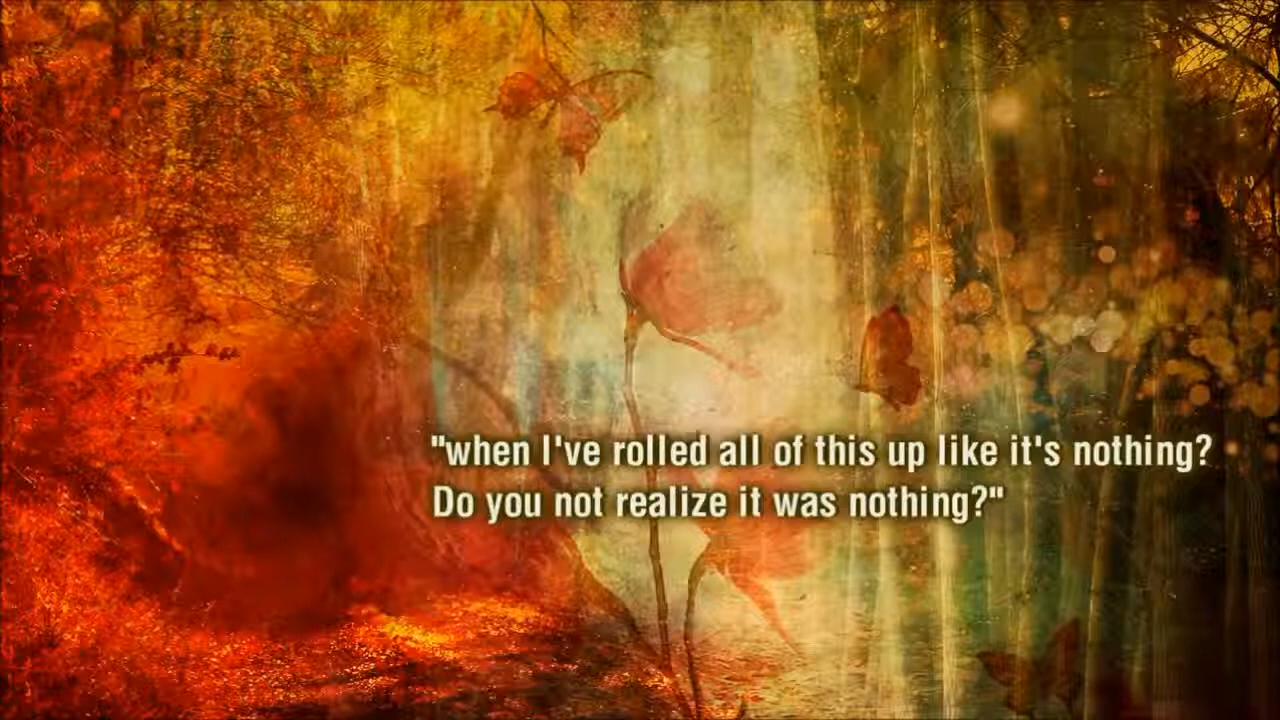 "when I've rolled all of this up like it's nothing?
Do you not realize it was nothing?"